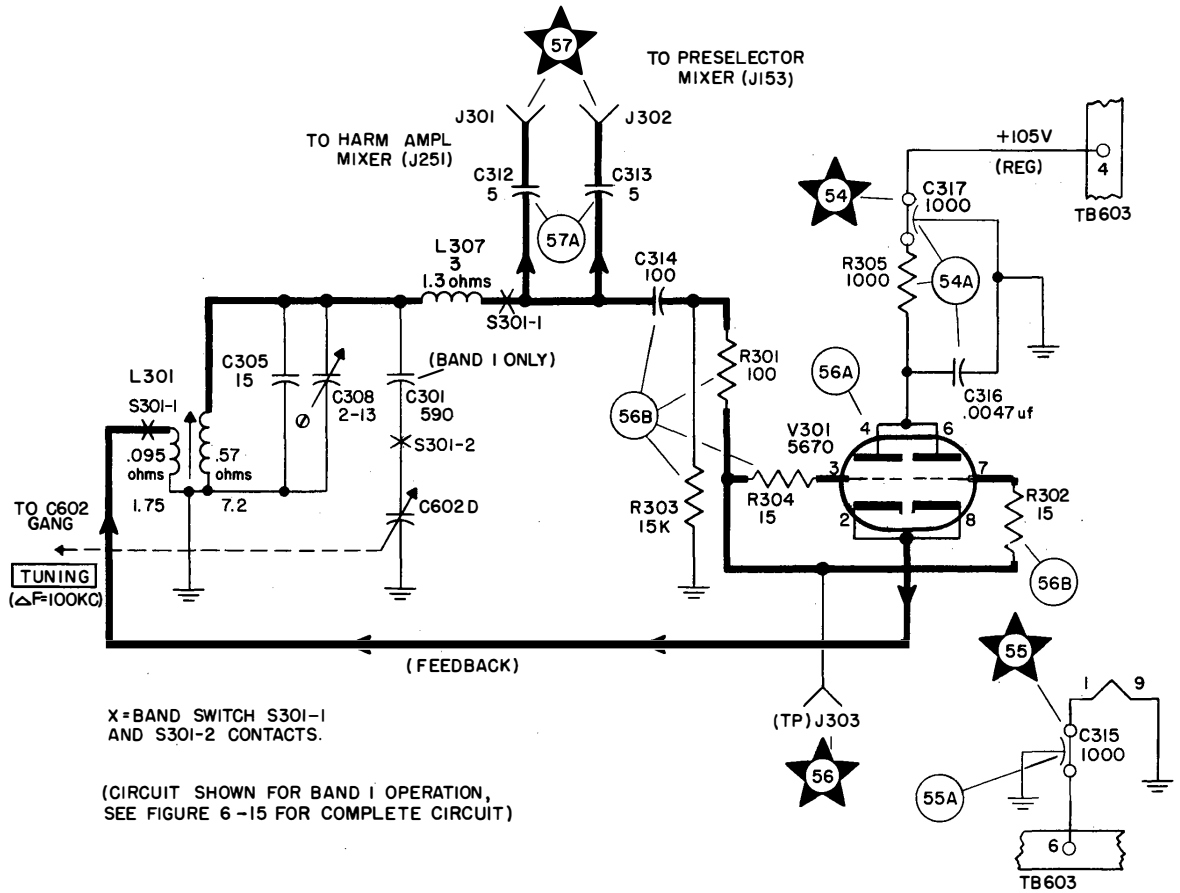 57
TO PRESELECTOR
MIXER (J153)
J301
J302
TO HARM AMPL
MIXER (J251)
C312
5
C313
5
57A
+105V
(REG)
4
TB603
54
C317
1000
R305
1000
54A
L307
3
1.3 ohms
C314
100
S301-1
(BAND 1 ONLY)
C305
15
C308
2-13
C301
590
S301-2
L301
S301-1
.095
ohms
.57
ohms
1.75
7.2
C602D
TO C602
GANG
TUNING
(△F=100KC)
R301
100
56B
R303
15K
R304
15
56A
C316
.0047uf
V301
5670
4
6
3
7
2
8
R302
15
56B
(FEEDBACK)
(TP) J303
56
55
1
9
C315
1000
55A
6
TB603
X=BAND SWITCH S301-1
AND S301-2 CONTACTS.
(CIRCUIT SHOWN FOR BAND 1 OPERATION,
SEE FIGURE 6-15 FOR COMPLETE CIRCUIT)